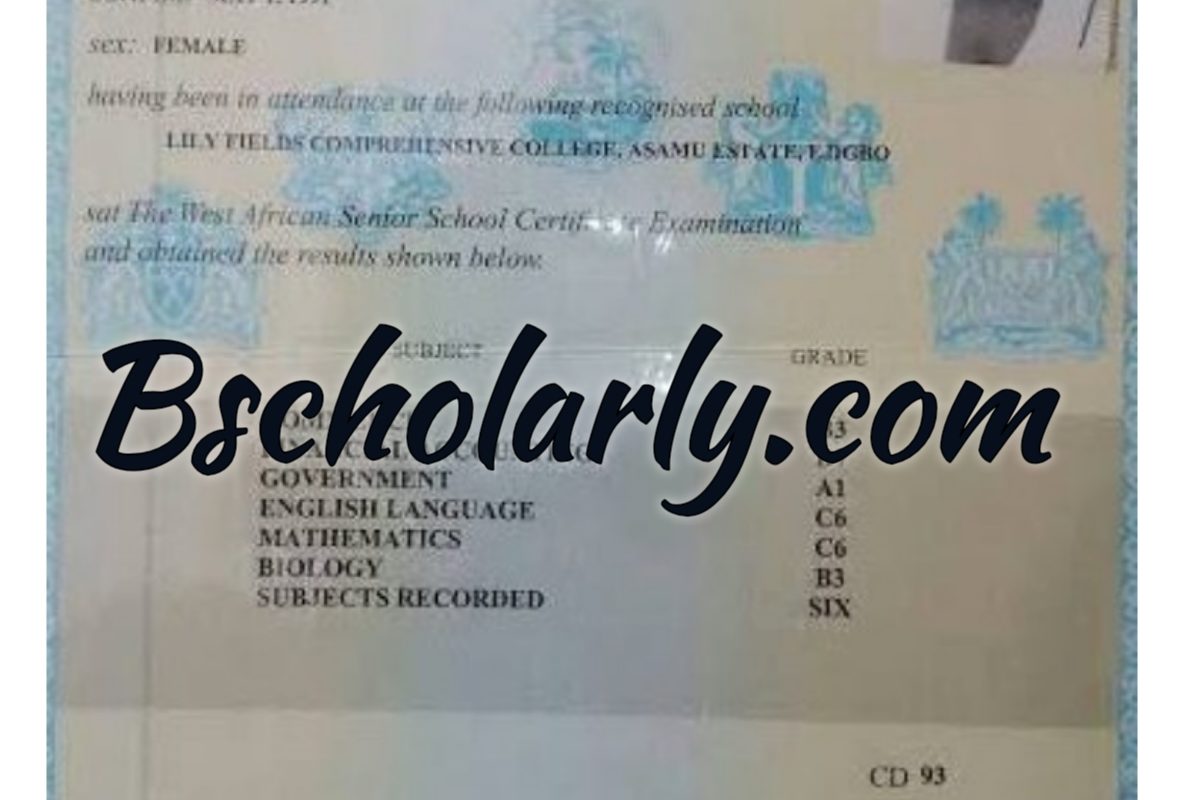 sex: FEMALE
having been in attendance at the following recognised school
LILY FIELDS COMPREHENSIVE COLLEGE, ASAMU ESTATE,
sat The West African Senior School Certificate Examination
and obtained the results shown below.
SUBJECT GRADE
Bscholarly.com
GOVERNMENT A1
ENGLISH LANGUAGE C6
MATHEMATICS C6
BIOLOGY B3
SUBJECTS RECORDED SIX
CD 93